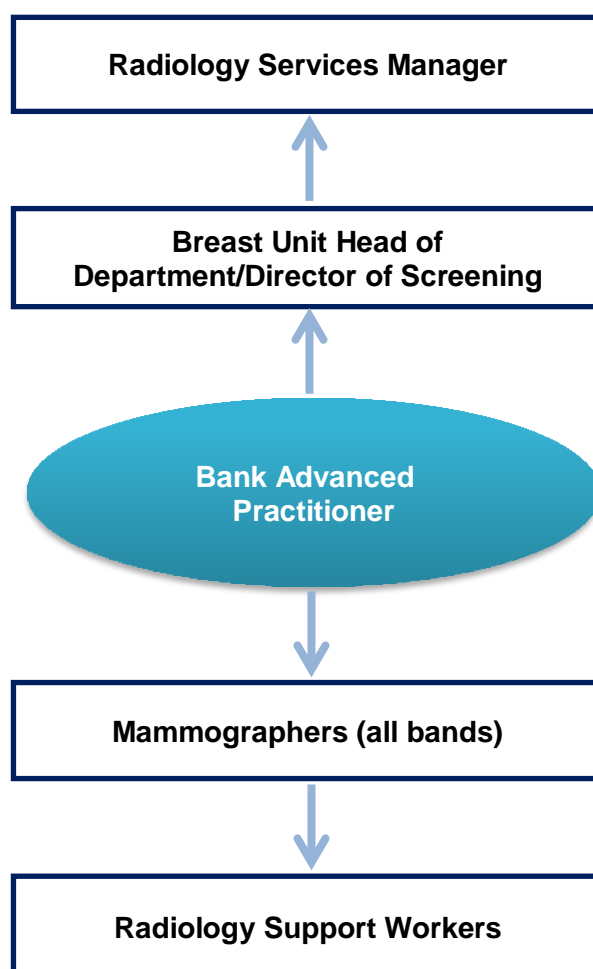 Radiology Services Manager
Breast Unit Head of
Department/Director of Screening
Bank Advanced
Practitioner
Mammographers (all bands)
Radiology Support Workers